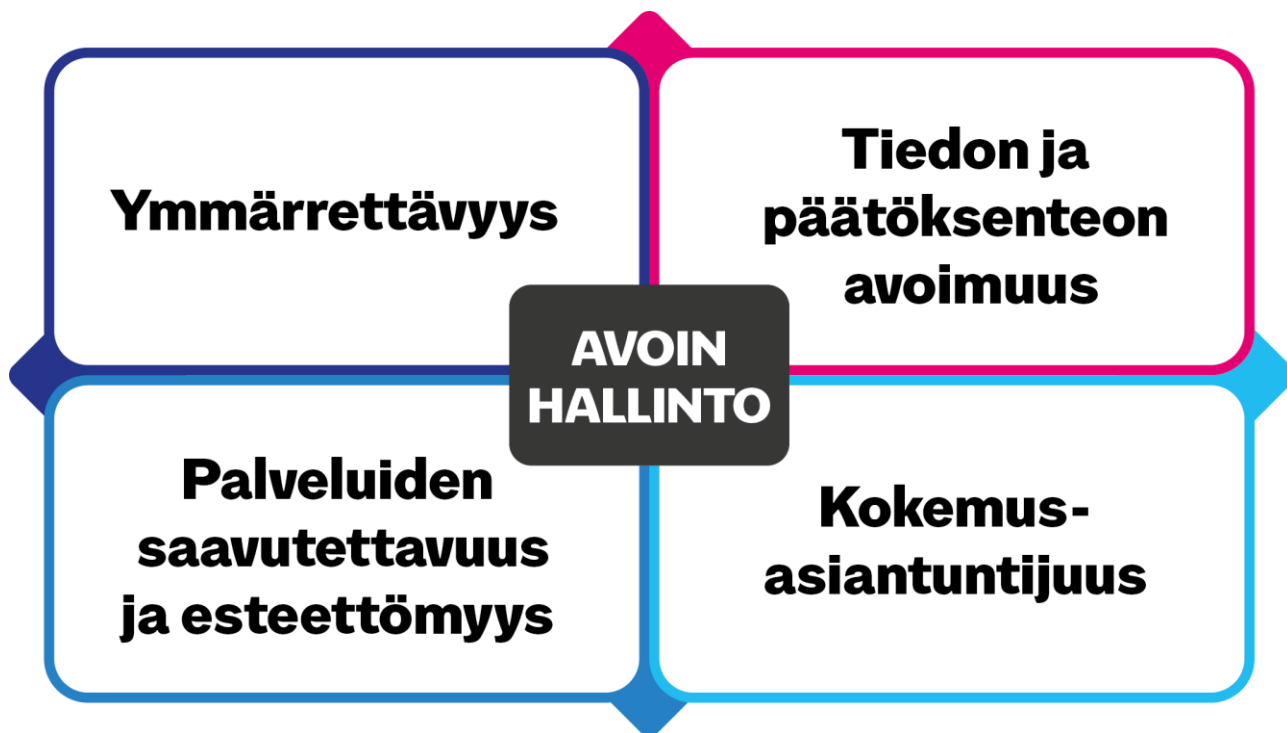 Ymmärrettävyys
Tiedon ja
päätöksenteon
avoimuus
AVOIN
HALLINTO
Palveluiden
saavutettavuus
ja esteettömyys
Kokemus-
asiantuntijuus